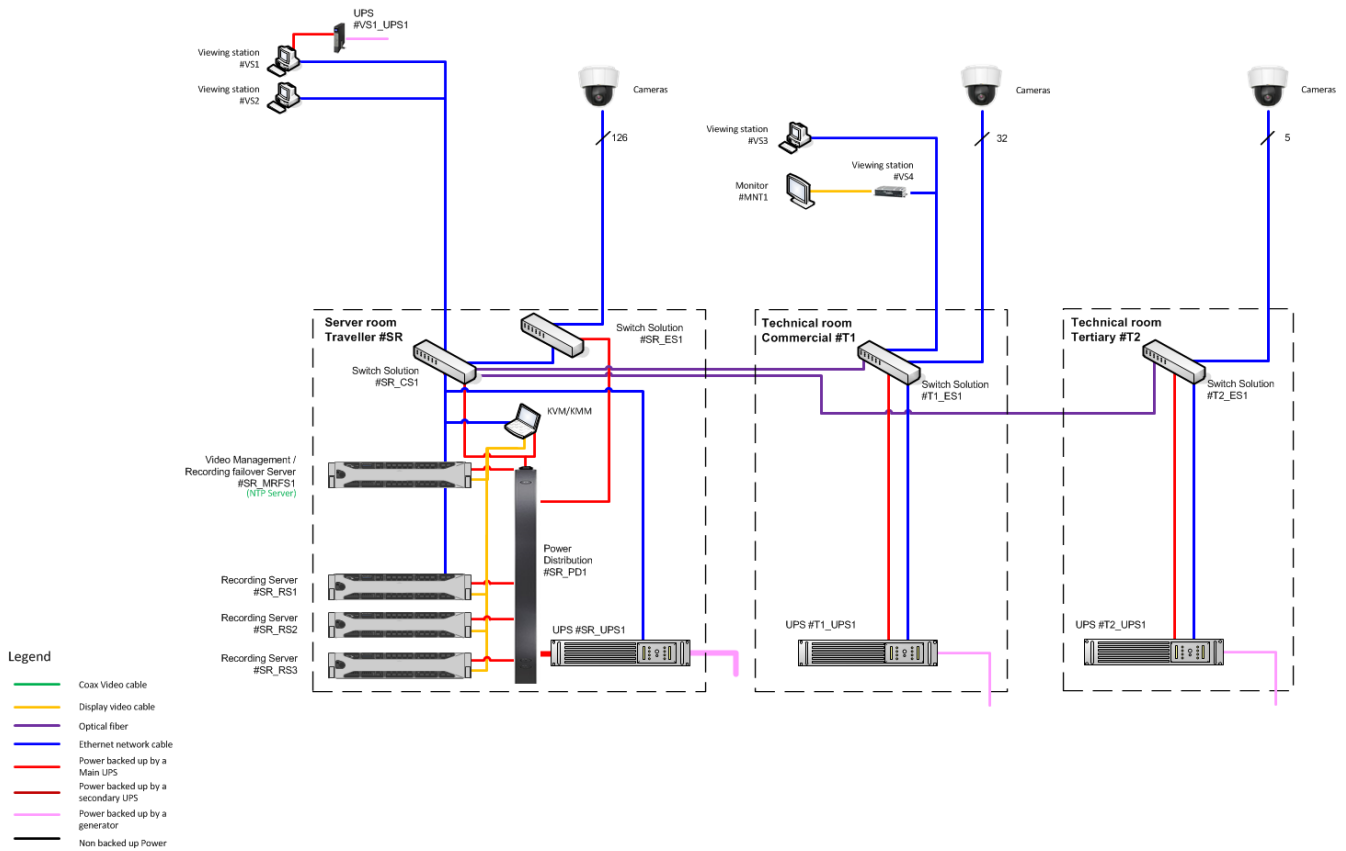 UPS
#VS1_UPS1
Viewing station
#VS1
Viewing station
#VS2
Cameras
126
Viewing station
#VS3
Viewing station
#VS4
Monitor
#MNT1
Cameras
32
Cameras
5
Server room
Traveller #SR
Switch Solution
#SR_ES1
Switch Solution
#SR_CS1
KVM/KMM
Video Management /
Recording failover Server
#SR_MRFS1
(NTP Server)
Power
Distribution
#SR_PD1
Recording Server
#SR_RS1
Recording Server
#SR_RS2
Recording Server
#SR_RS3
UPS #SR_UPS1
Technical room
Commercial #T1
Switch Solution
#T1_ES1
UPS #T1_UPS1
Technical room
Tertiary #T2
Switch Solution
#T2_ES1
UPS #T2_UPS1
Legend
Coax Video cable
Display video cable
Optical fiber
Ethernet network cable
Power backed up by a
Main UPS
Power backed up by a
secondary UPS
Power backed up by a
generator
Non backed up Power